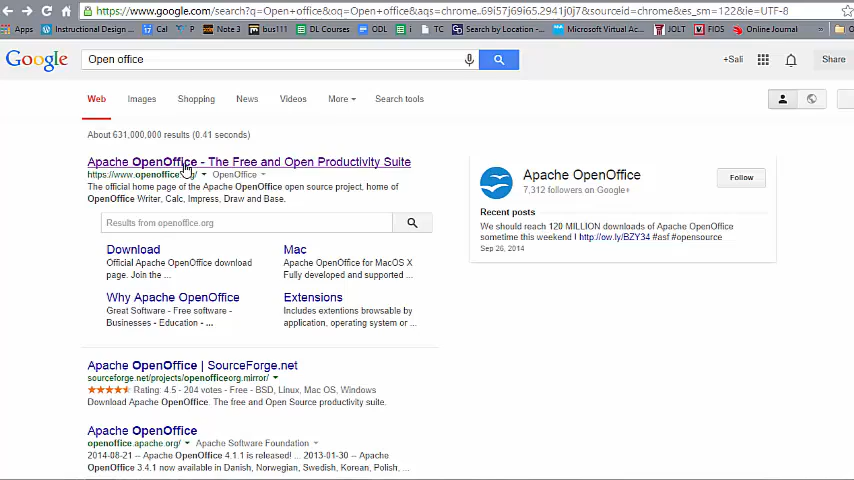 https://www.google.com/search?q=Open+office&oq=Open+office&aqs=chrome..69i57j69i65.2941j0j7&sourceid=chrome&es_sm=122&ie=UTF-8
Apps Instructional Design Cal Note 3 bus111 DL Courses ODL i TC Search by Location - Microsoft Virtual Ac JOLT FIOS Online Journal »
Google Open office +Sali Share
Web Images Shopping News Videos More Search tools
About 631,000,000 results (0.41 seconds)
Apache OpenOffice - The Free and Open Productivity Suite
https://www.openoffice.org/ OpenOffice
The official home page of the Apache OpenOffice open source project, home of
OpenOffice Writer, Calc, Impress, Draw and Base.
Results from openoffice.org
Download
Official Apache OpenOffice download
page. Join the ...
Mac
Apache OpenOffice for MacOS X
Fully developed and supported ...
Why Apache OpenOffice
Great Software - Free software -
Businesses - Education - ...
Extensions
Includes extentions browsable by
application, operating system or ...
Apache OpenOffice | SourceForge.net
sourceforge.net/projects/openofficeorg.mirror/
Rating: 4.5 - 204 votes - Free - BSD, Linux, Mac OS, Windows
Download Apache OpenOffice. The free and Open Source productivity suite.
Apache OpenOffice
openoffice.apache.org/ Apache Software Foundation
2014-08-21 -- Apache OpenOffice 4.1.1 is released! ... 2013-01-30 -- Apache
OpenOffice 3.4.1 now available in Danish, Norwegian, Swedish, Korean, Polish, ...
Apache OpenOffice
7,312 followers on Google+
Follow
Recent posts
We should reach 120 MILLION downloads of Apache OpenOffice
sometime this weekend ! http://ow.ly/BZY34 #asf #opensource
Sep 26, 2014